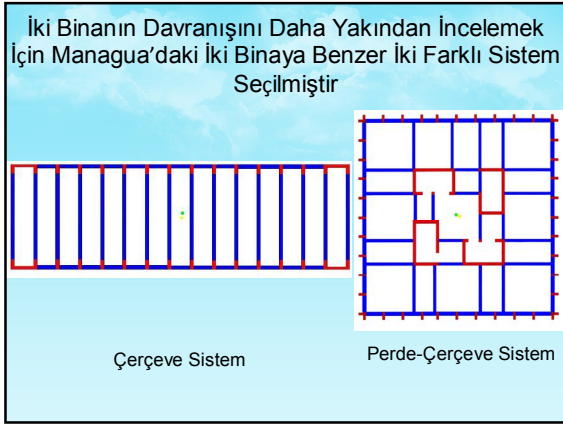 İki Binanın Davranışını Daha Yakından İncelemek
İçin Managua’daki İki Binaya Benzer İki Farklı Sistem
Seçilmiştir
Çerçeve Sistem
Perde-Çerçeve Sistem